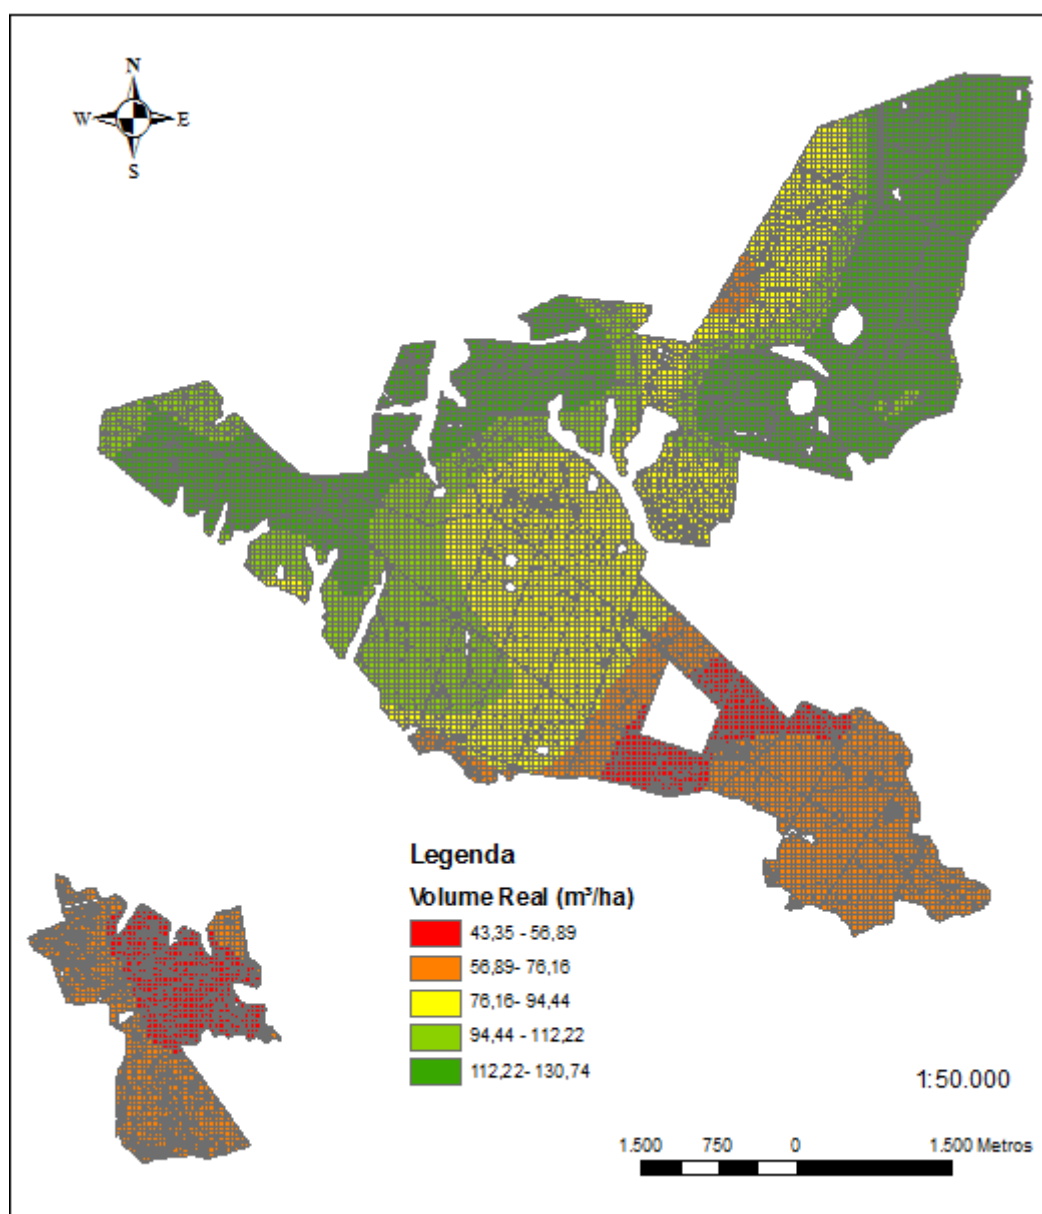 N
W E
S
Legenda
Volume Real (m³/ha)
43,35 - 56,89
56,89- 76,16
76,16- 94,44
94,44 - 112,22
112,22- 130,74
1:50.000
1.500 750 0 1.500 Metros